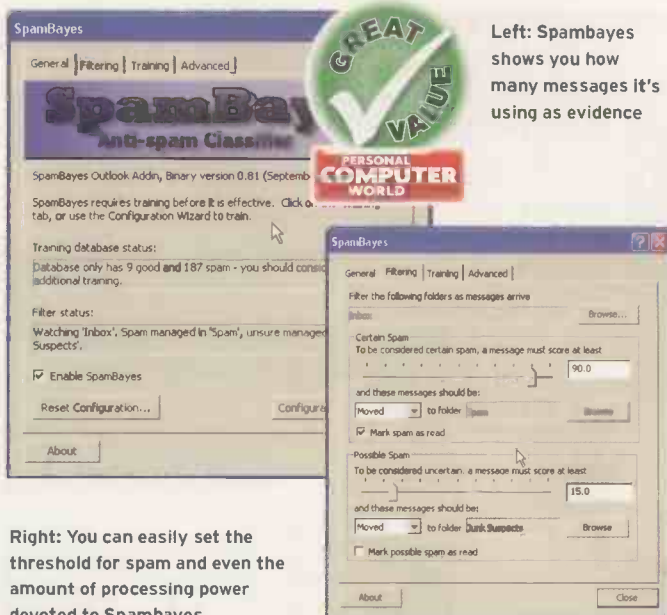 SpamBayes
General Filtering Training Advanced
SpamBayes
Anti-spam Classifier
SpamBayes Outlook Addin, Binary version 0.81 (Septemb
SpamBayes requires training before it is effective. Click on
tab, or use the Configuration Wizard to train.
Training database status:
Database only has 9 good and 187 spam - you should consid
additional training.
Filter status:
Watching 'Inbox'. Spam managed in 'Spam', unsure managed
Suspects'.
Enable SpamBayes
Reset Configuration...
Configura
About
GREAT
VALUE
PERSONAL
COMPUTER
WORLD
Left: Spambayes
shows you how
many messages it's
using as evidence
SpamBayes
General Filtering Training Advanced
Filter the following folders as messages arrive
Inbox
Browse...
Certain Spam
To be considered certain spam, a message must score at least
90.0
and these messages should be:
Moved to folder Spam Browse
Mark spam as read
Possible Spam
To be considered uncertain, a message must score at least
15.0
and these messages should be:
Moved to folder Junk Suspects Browse
Mark possible spam as read
About
Close
Right: You can easily set the
threshold for spam and even the
amount of processing power
devoted to Spambayes